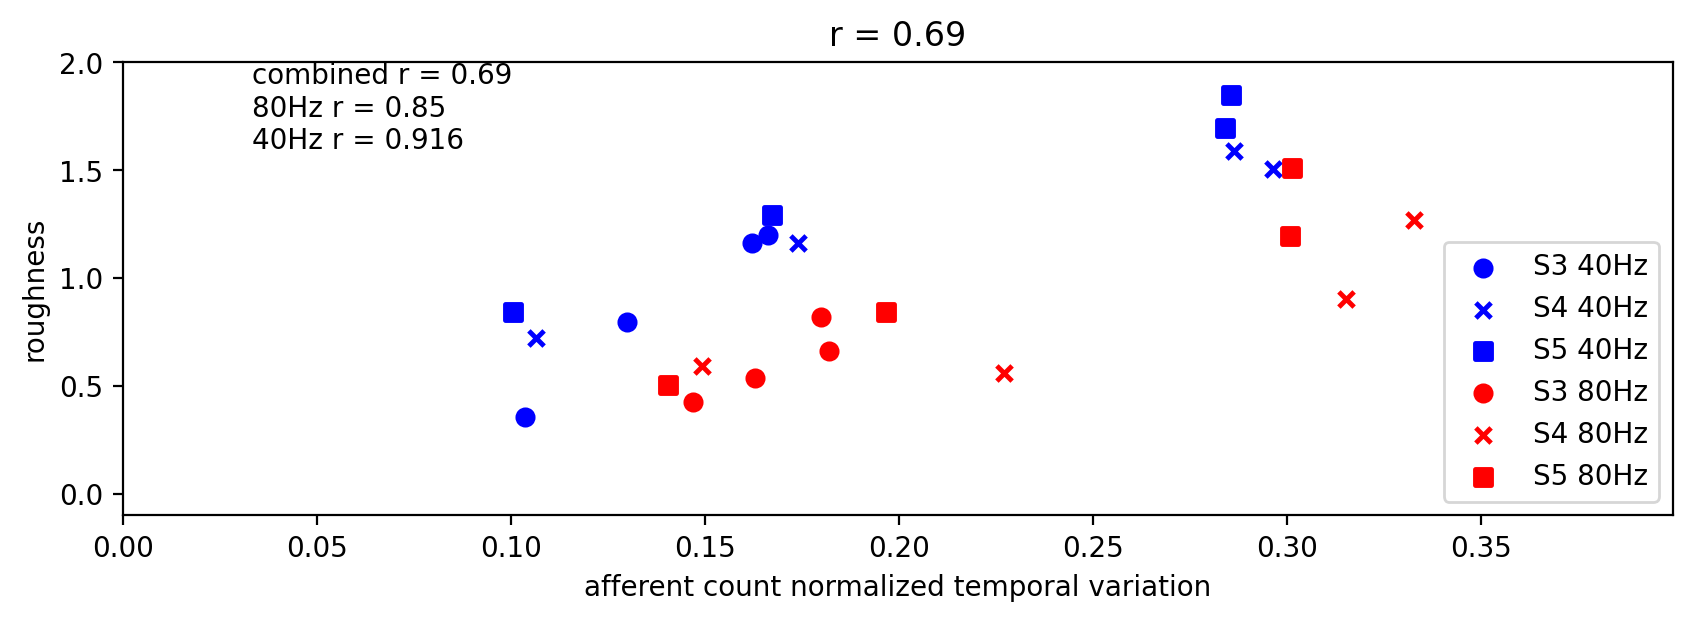 r = 0.69
combined r = 0.69
80Hz r = 0.85
40Hz r = 0.916
roughness
2.0
1.5
1.0
0.5
0.0
0.00 0.05 0.10 0.15 0.20 0.25 0.30 0.35
afferent count normalized temporal variation
S3 40Hz
S4 40Hz
S5 40Hz
S3 80Hz
S4 80Hz
S5 80Hz